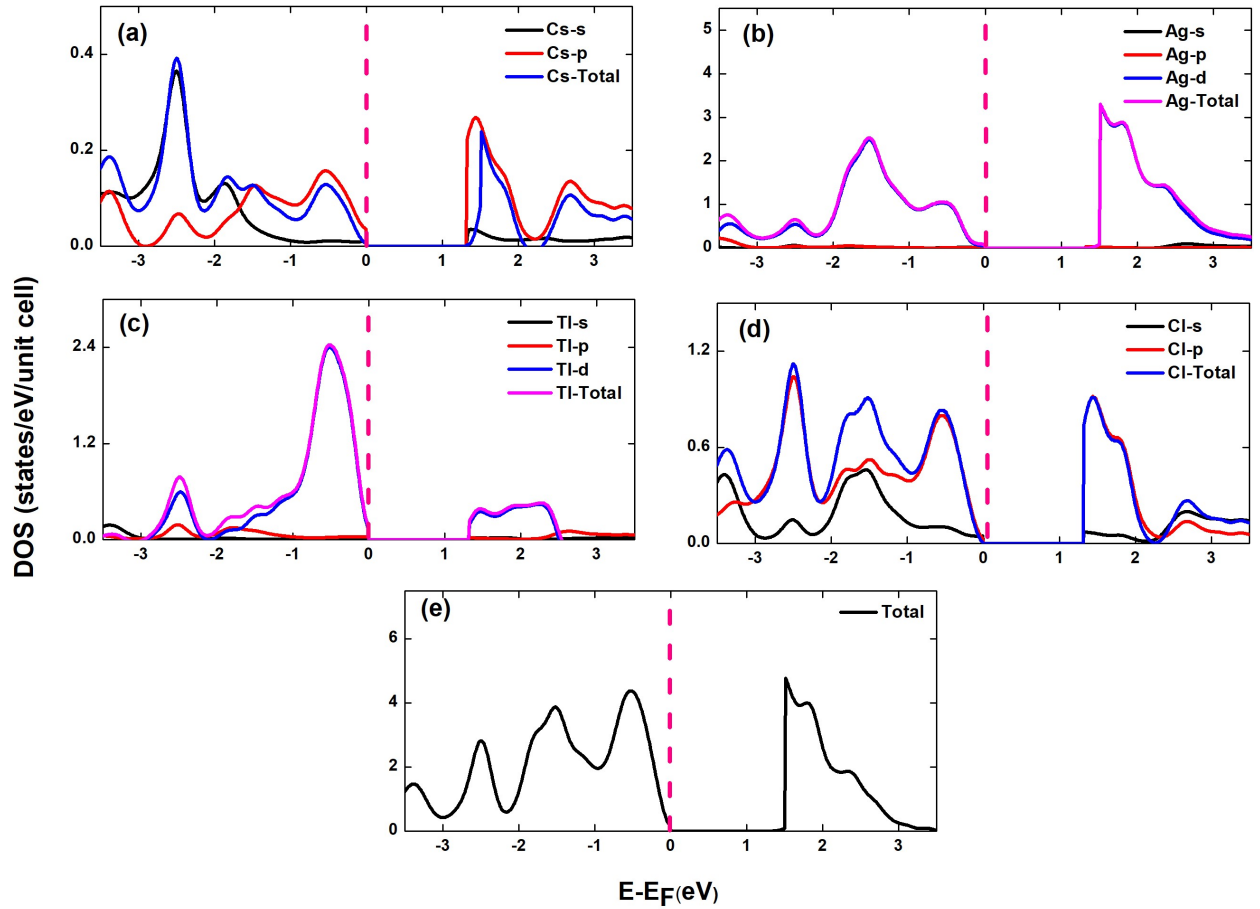 (a)
Cs-s
Cs-p
Cs-Total
0.4
0.2
0.0
-3 -2 -1 0 1 2 3
(b)
Ag-s
Ag-p
Ag-d
Ag-Total
5
4
3
2
1
0
-3 -2 -1 0 1 2 3
(c)
Tl-s
Tl-p
Tl-d
Tl-Total
2.4
1.2
0.0
-3 -2 -1 0 1 2 3
(d)
Cl-s
Cl-p
Cl-Total
1.2
0.6
0.0
-3 -2 -1 0 1 2 3
(e)
Total
6
4
2
0
-3 -2 -1 0 1 2 3
DOS (states/eV/unit cell)
E-EF(eV)